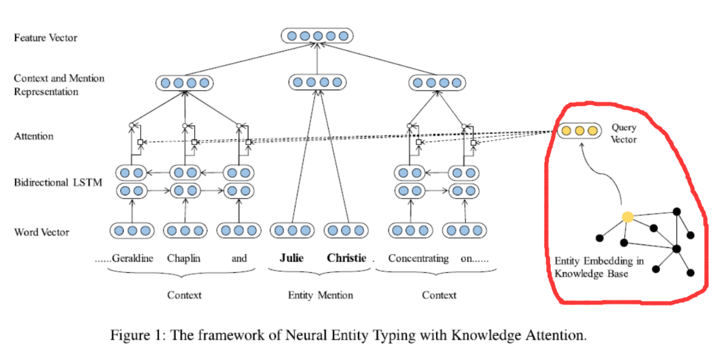 Feature Vector
Context and Mention
Representation
Attention
Query
Vector
Bidirectional LSTM
Word Vector
Entity Embedding in
Knowledge Base
......Geraldine Chaplin and Julie Christie . Concentrating on......
Context Entity Mention Context
Figure 1: The framework of Neural Entity Typing with Knowledge Attention.